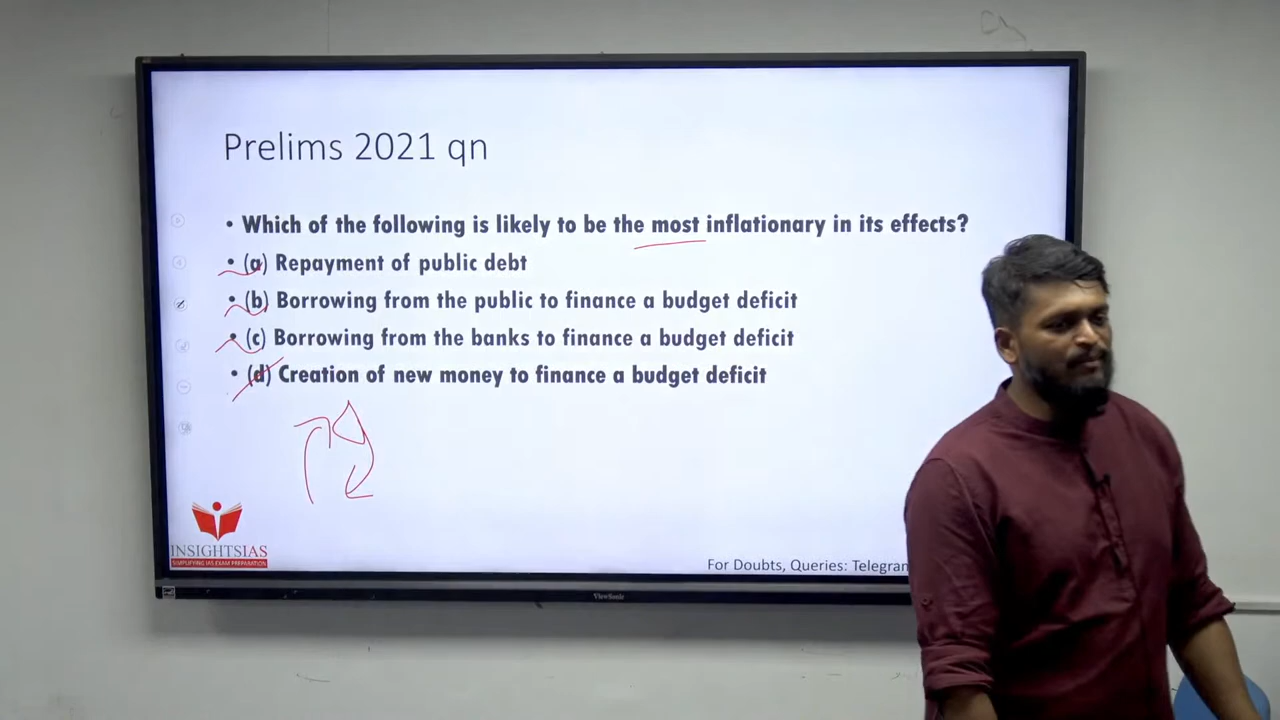 Prelims 2021 qn
• Which of the following is likely to be the most inflationary in its effects?
• (a) Repayment of public debt
• (b) Borrowing from the public to finance a budget deficit
• (c) Borrowing from the banks to finance a budget deficit
• (d) Creation of new money to finance a budget deficit
INSIGHTSIAS
SIMPLIFYING IAS EXAM PREPARATION
For Doubts, Queries: Telegram
ViewSonic